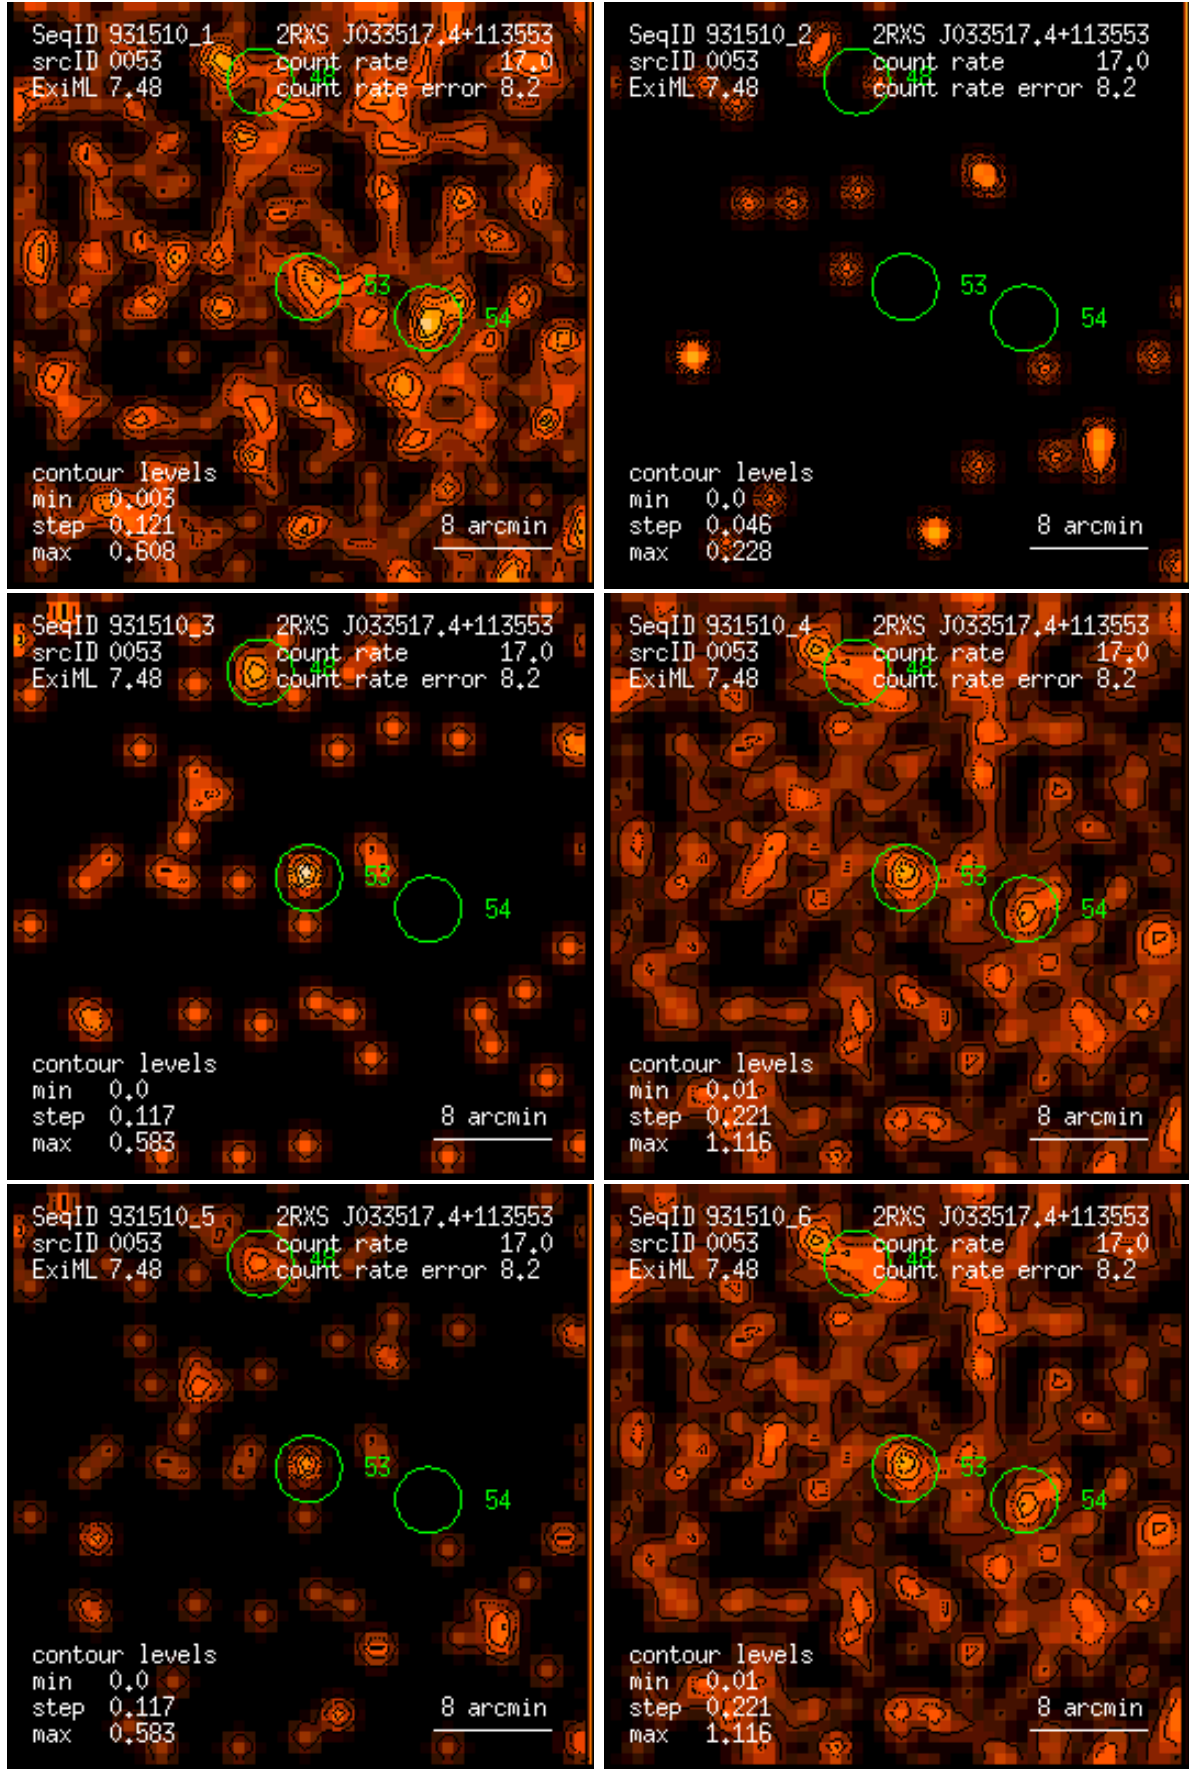 SeqID 931510_1 2RXS J033517.4+113553
srcID 0053 count rate 17.0
ExiML 7.48 count rate error 8.2
48
53
54
contour levels
min 0.003
step 0.121
max 0.608
8 arcmin
SeqID 931510_2 2RXS J033517.4+113553
srcID 0053 count rate 17.0
ExiML 7.48 count rate error 8.2
48
53
54
contour levels
min 0.0
step 0.046
max 0.228
8 arcmin
SeqID 931510_3 2RXS J033517.4+113553
srcID 0053 count rate 17.0
ExiML 7.48 count rate error 8.2
48
53
54
contour levels
min 0.0
step 0.117
max 0.583
8 arcmin
SeqID 931510_4 2RXS J033517.4+113553
srcID 0053 count rate 17.0
ExiML 7.48 count rate error 8.2
48
53
54
contour levels
min 0.01
step 0.221
max 1.116
8 arcmin
SeqID 931510_5 2RXS J033517.4+113553
srcID 0053 count rate 17.0
ExiML 7.48 count rate error 8.2
48
53
54
contour levels
min 0.0
step 0.117
max 0.583
8 arcmin
SeqID 931510_6 2RXS J033517.4+113553
srcID 0053 count rate 17.0
ExiML 7.48 count rate error 8.2
48
53
54
contour levels
min 0.01
step 0.221
max 1.116
8 arcmin